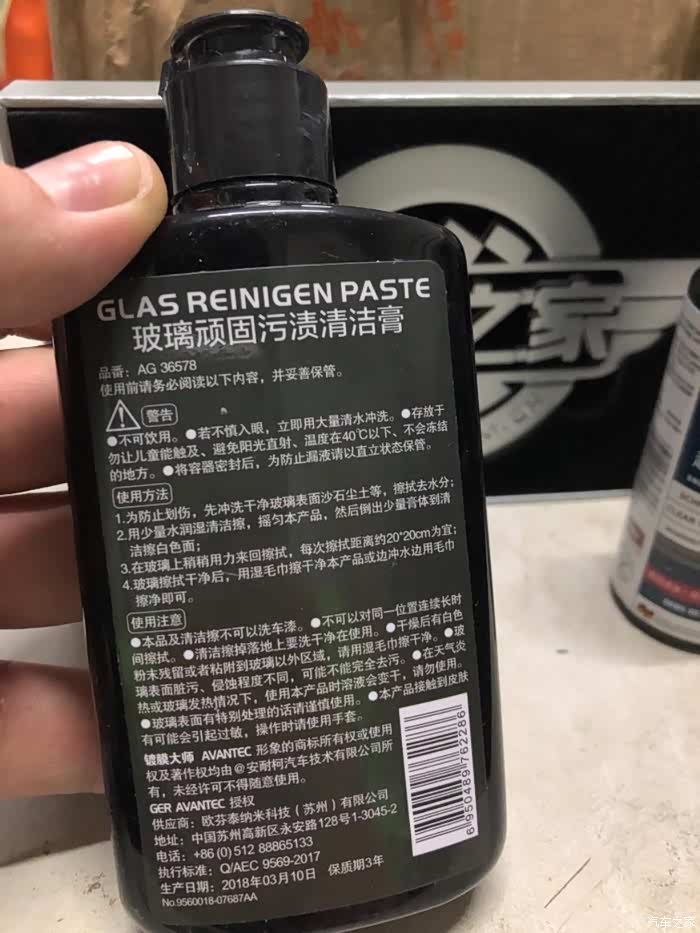 GLAS REINIGEN PASTE
玻璃顽固污渍清洁膏
品番：AG 36578
使用前请务必阅读以下内容，并妥善保管。
警告
●不可饮用。●若不慎入眼，立即用大量清水冲洗。●存放于
勿让儿童能触及、避免阳光直射、温度在40℃以下、不会冻结
的地方。●将容器密封后，为防止漏液请以直立状态保管。
使用方法
1.为防止划伤，先冲洗干净玻璃表面沙石尘土等，擦拭去水分；
2.用少量水润湿清洁擦，摇匀本产品，然后倒出少量膏体到清
洁擦白色面；
3.在玻璃上稍稍用力来回擦拭，每次擦拭距离约20*20cm为宜；
4.玻璃擦拭干净后，用湿毛巾擦干净本产品或边冲水边用毛巾
擦净即可。
使用注意
●本品及清洁擦不可以洗车漆。●不可以对同一位置连续长时
间擦拭。●清洁擦掉落地上要洗干净在使用。●干燥后有白色
粉末残留或者粘附到玻璃以外区域，请用湿毛巾擦干净。●玻
璃表面脏污、侵蚀程度不同，可能不能完全去污。●在天气炎
热或玻璃发热情况下，使用本产品时溶液会变干，请勿使用。
●玻璃表面有特别处理的话请谨慎使用。●本产品接触到皮肤
有可能会引起过敏，操作时请使用手套。
镀膜大师 AVANTEC 形象的商标所有权或使用
权及著作权均由@安耐柯汽车技术有限公司所
有，未经许可不得随意使用。
GER AVANTEC 授权
供应商：欧芬泰纳米科技（苏州）有限公司
地址：中国苏州高新区永安路128号1-3045-2
电话：+86 (0) 512 88865133
执行标准：Q/AEC 9569-2017
生产日期：2018年03月10日 保质期3年
No.9560018-07687AA
6 950489 762286
之家
汽车之家